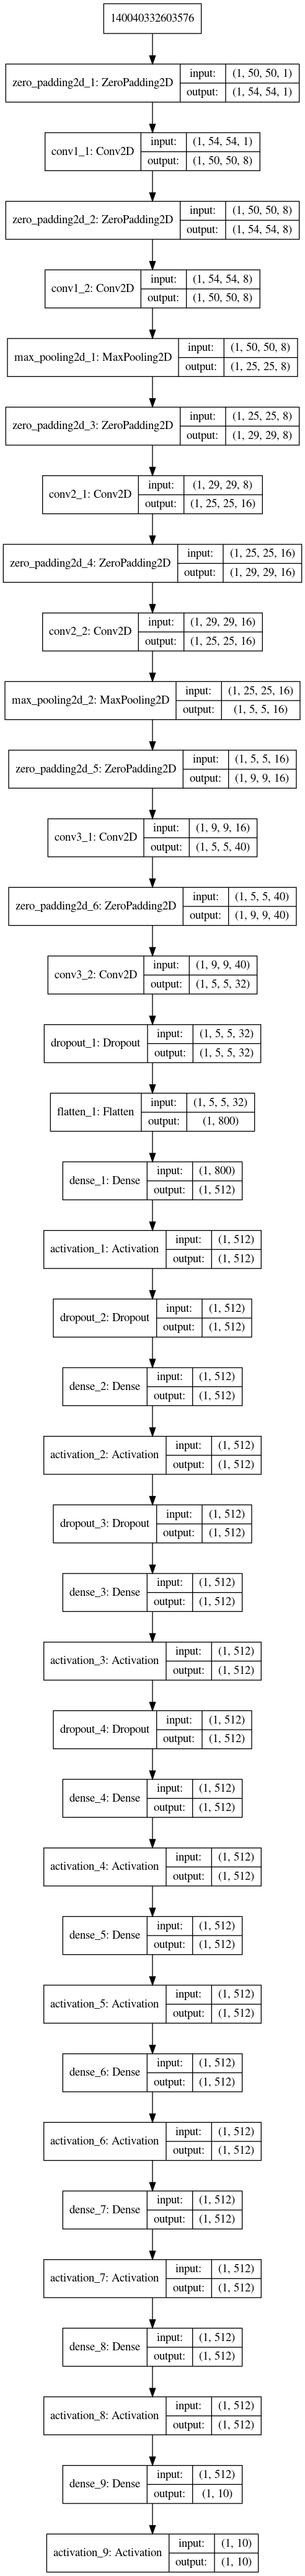 140040332603576
zero_padding2d_1: ZeroPadding2D input: (1, 50, 50, 1)
output: (1, 54, 54, 1)
conv1_1: Conv2D input: (1, 54, 54, 1)
output: (1, 50, 50, 8)
zero_padding2d_2: ZeroPadding2D input: (1, 50, 50, 8)
output: (1, 54, 54, 8)
conv1_2: Conv2D input: (1, 54, 54, 8)
output: (1, 50, 50, 8)
max_pooling2d_1: MaxPooling2D input: (1, 50, 50, 8)
output: (1, 25, 25, 8)
zero_padding2d_3: ZeroPadding2D input: (1, 25, 25, 8)
output: (1, 29, 29, 8)
conv2_1: Conv2D input: (1, 29, 29, 8)
output: (1, 25, 25, 16)
zero_padding2d_4: ZeroPadding2D input: (1, 25, 25, 16)
output: (1, 29, 29, 16)
conv2_2: Conv2D input: (1, 29, 29, 16)
output: (1, 25, 25, 16)
max_pooling2d_2: MaxPooling2D input: (1, 25, 25, 16)
output: (1, 5, 5, 16)
zero_padding2d_5: ZeroPadding2D input: (1, 5, 5, 16)
output: (1, 9, 9, 16)
conv3_1: Conv2D input: (1, 9, 9, 16)
output: (1, 5, 5, 40)
zero_padding2d_6: ZeroPadding2D input: (1, 5, 5, 40)
output: (1, 9, 9, 40)
conv3_2: Conv2D input: (1, 9, 9, 40)
output: (1, 5, 5, 32)
dropout_1: Dropout input: (1, 5, 5, 32)
output: (1, 5, 5, 32)
flatten_1: Flatten input: (1, 5, 5, 32)
output: (1, 800)
dense_1: Dense input: (1, 800)
output: (1, 512)
activation_1: Activation input: (1, 512)
output: (1, 512)
dropout_2: Dropout input: (1, 512)
output: (1, 512)
dense_2: Dense input: (1, 512)
output: (1, 512)
activation_2: Activation input: (1, 512)
output: (1, 512)
dropout_3: Dropout input: (1, 512)
output: (1, 512)
dense_3: Dense input: (1, 512)
output: (1, 512)
activation_3: Activation input: (1, 512)
output: (1, 512)
dropout_4: Dropout input: (1, 512)
output: (1, 512)
dense_4: Dense input: (1, 512)
output: (1, 512)
activation_4: Activation input: (1, 512)
output: (1, 512)
dense_5: Dense input: (1, 512)
output: (1, 512)
activation_5: Activation input: (1, 512)
output: (1, 512)
dense_6: Dense input: (1, 512)
output: (1, 512)
activation_6: Activation input: (1, 512)
output: (1, 512)
dense_7: Dense input: (1, 512)
output: (1, 512)
activation_7: Activation input: (1, 512)
output: (1, 512)
dense_8: Dense input: (1, 512)
output: (1, 512)
activation_8: Activation input: (1, 512)
output: (1, 512)
dense_9: Dense input: (1, 512)
output: (1, 10)
activation_9: Activation input: (1, 10)
output: (1, 10)